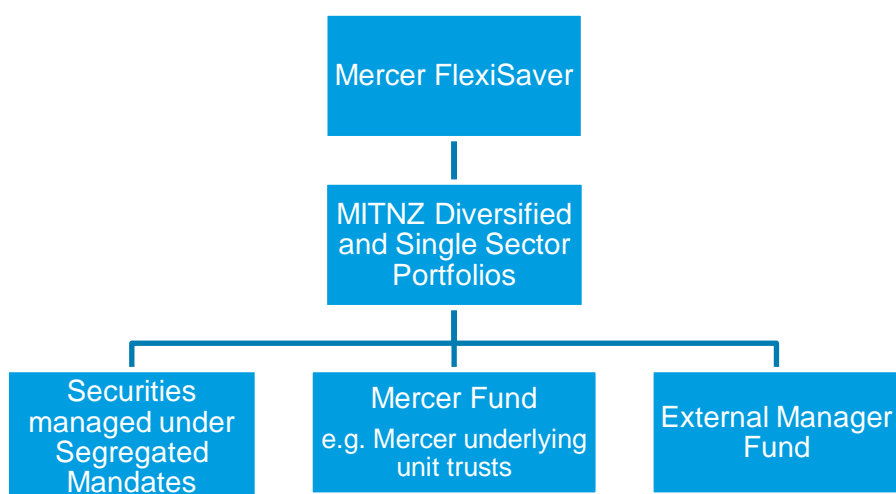 Mercer FlexiSaver
MITNZ Diversified
and Single Sector
Portfolios
Securities
managed under
Segregated
Mandates
Mercer Fund
e.g. Mercer underlying
unit trusts
External Manager
Fund